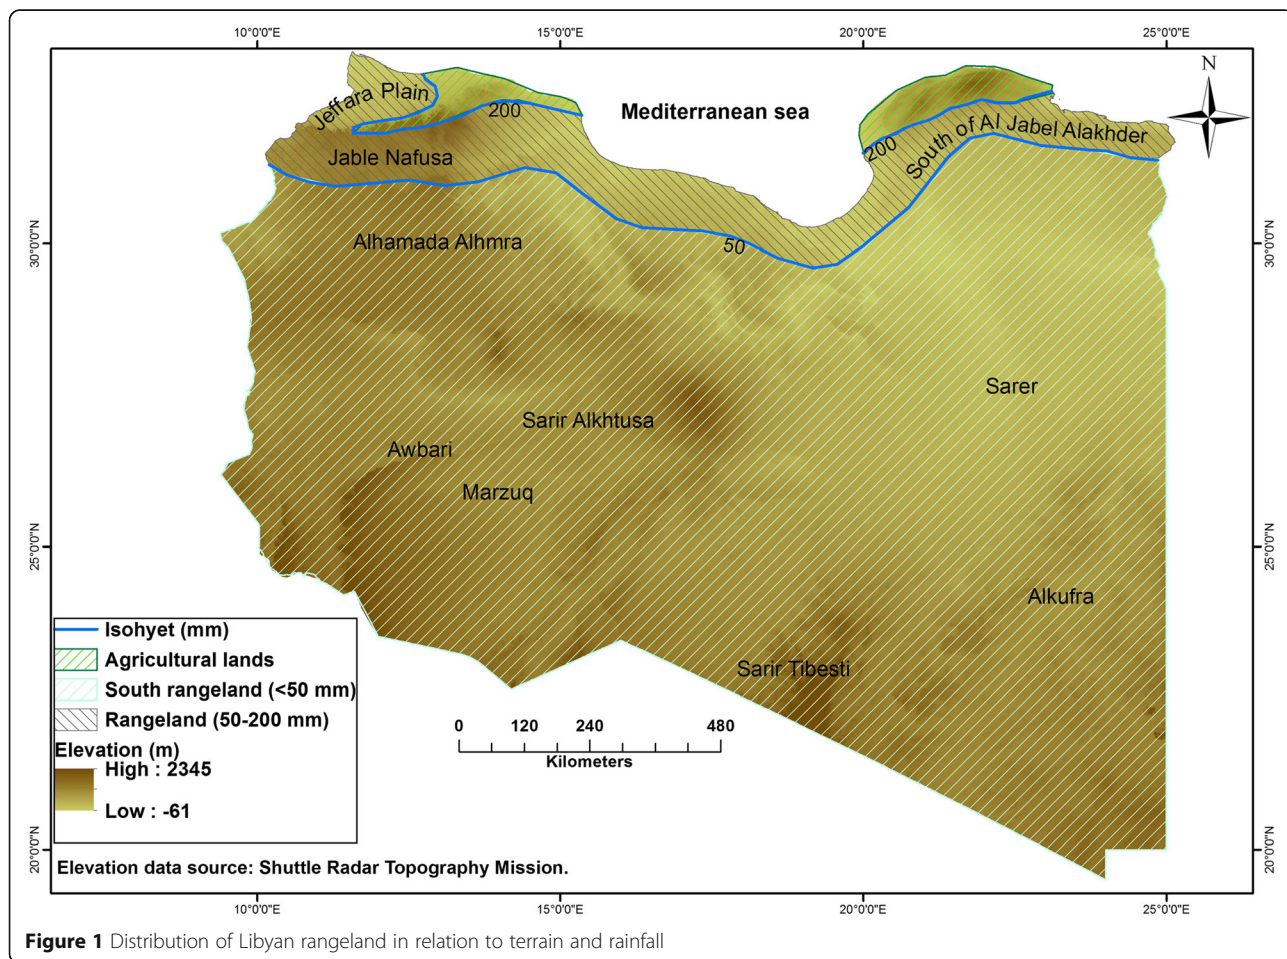 10°0'0"E
15°0'0"E
20°0'0"E
25°0'0"E
N
Jeffara Plain
200
Mediterranean sea
200
South of Al Jabel Alakhder
Jable Nafusa
30°0'0"N
Alhamada Alhmra
50
30°0'0"N
Sarer
Sarir Alkhtusa
Awbari
Marzuq
25°0'0"N
25°0'0"N
Alkufra
Sarir Tibesti
Isohyet (mm)
Agricultural lands
South rangeland (<50 mm)
Rangeland (50-200 mm)
Elevation (m)
High : 2345
Low : -61
0 120 240 480
Kilometers
20°0'0"N
20°0'0"N
Elevation data source: Shuttle Radar Topography Mission.
10°0'0"E
15°0'0"E
20°0'0"E
25°0'0"E
Figure 1 Distribution of Libyan rangeland in relation to terrain and rainfall